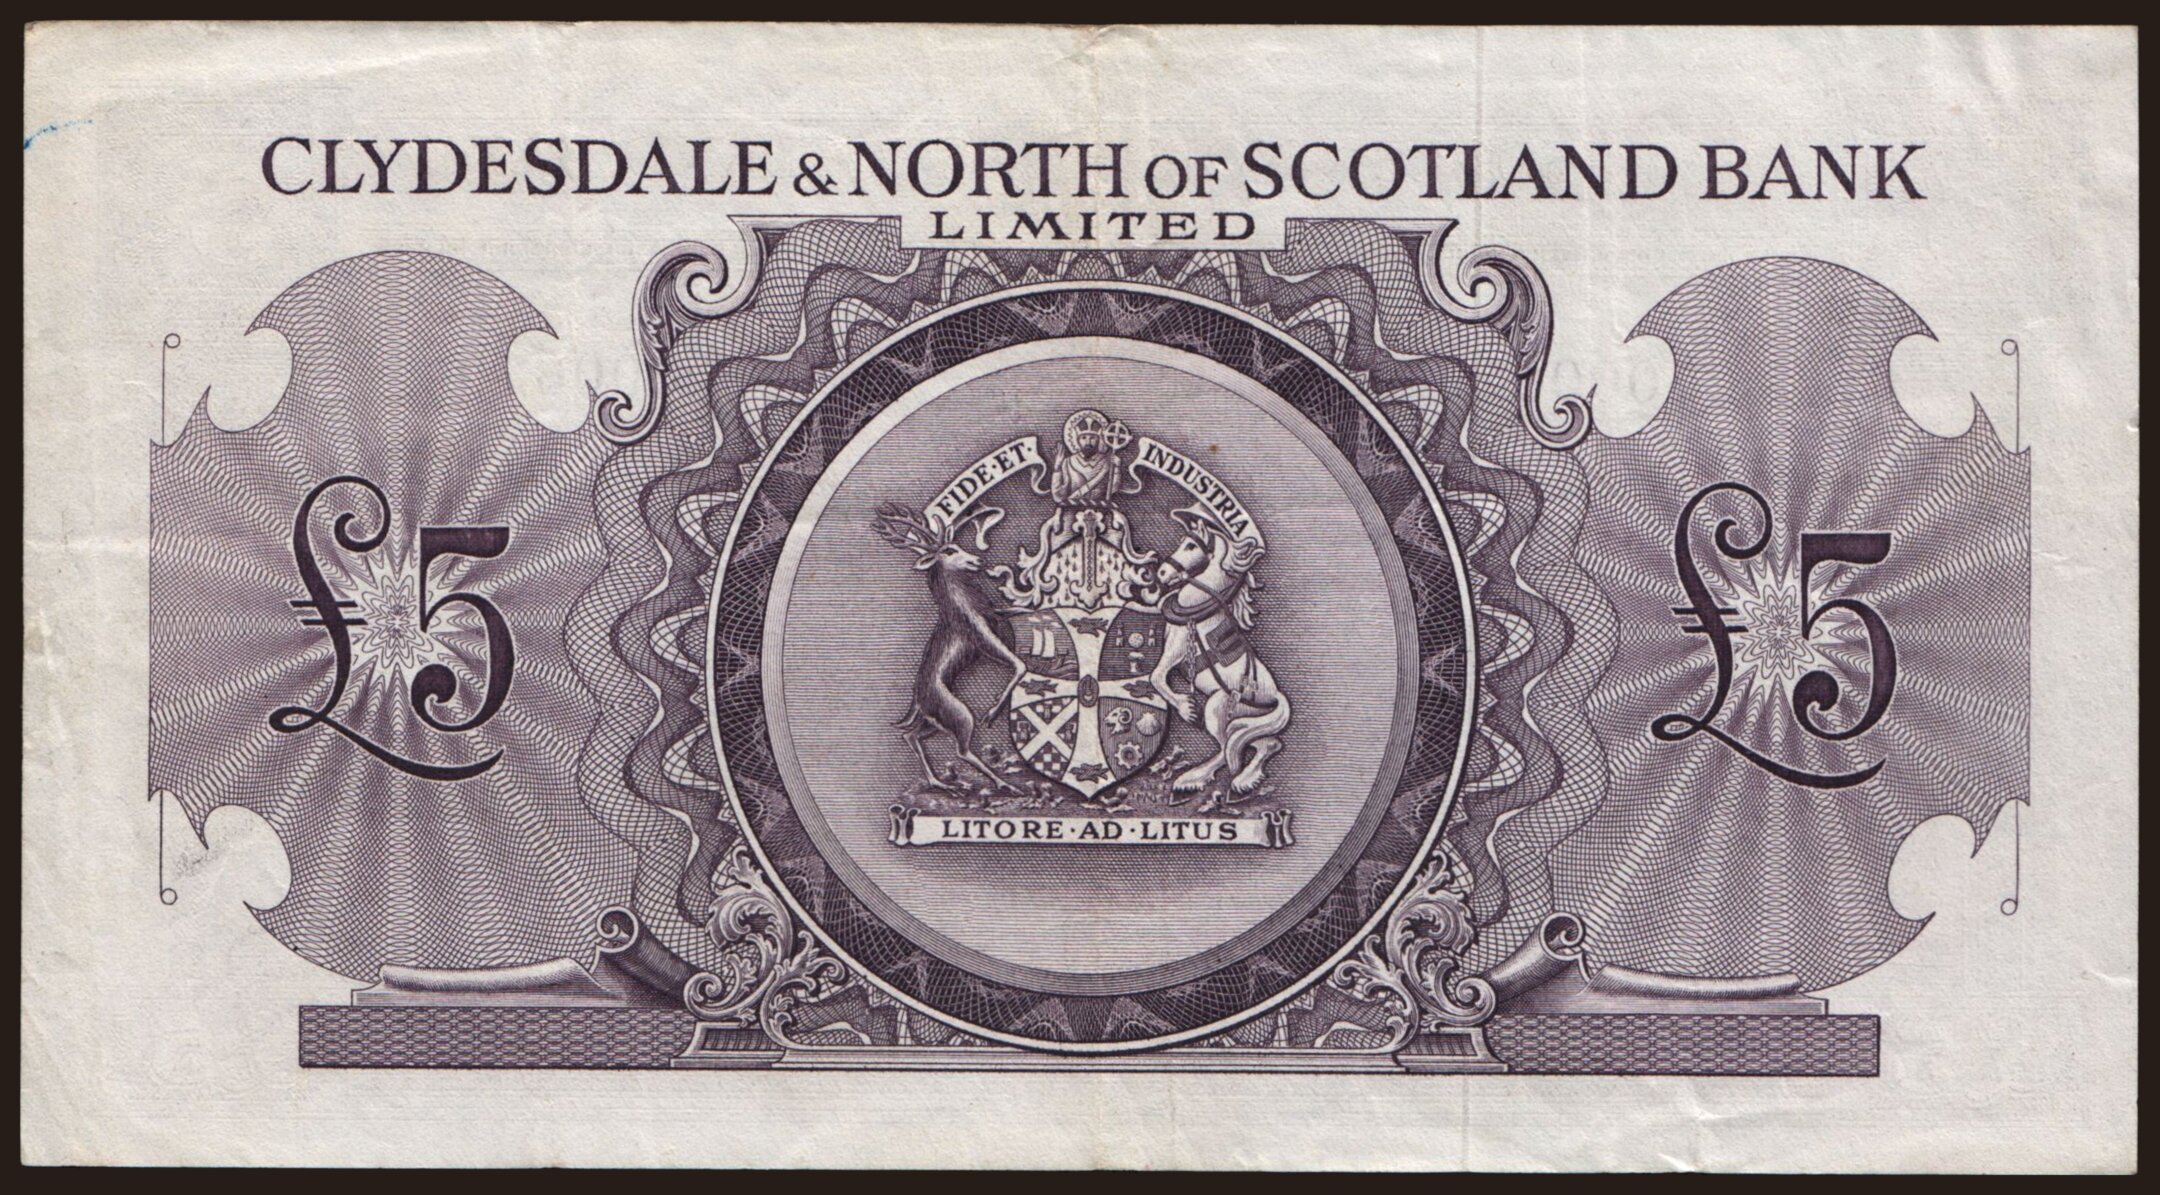 CLYDESDALE & NORTH OF SCOTLAND BANK
LIMITED
FIDE·ET· INDUSTRIA
£5 £5
LITORE·AD·LITUS